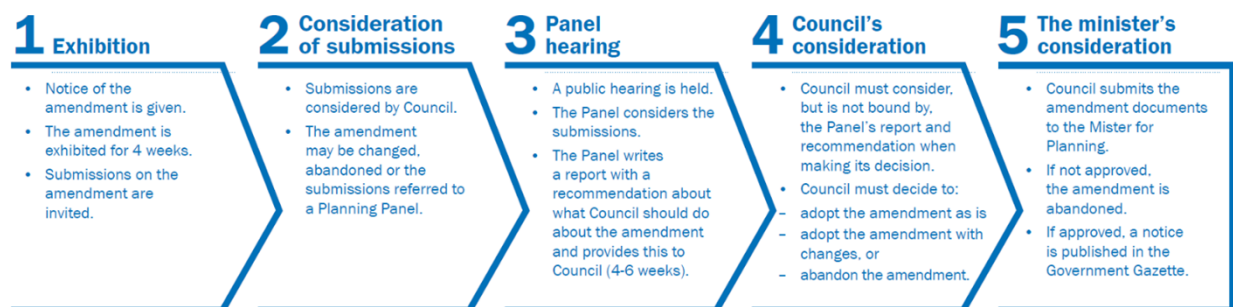 1 Exhibition
• Notice of the
amendment is given.
• The amendment is
exhibited for 4 weeks.
• Submissions on the
amendment are
invited.
2 Consideration
of submissions
• Submissions are
considered by Council.
• The amendment
may be changed,
abandoned or the
submissions referred to
a Planning Panel.
3 Panel
hearing
• A public hearing is held.
• The Panel considers the
submissions.
• The Panel writes
a report with a
recommendation about
what Council should do
about the amendment
and provides this to
Council (4-6 weeks).
4 Council's
consideration
• Council must consider,
but is not bound by,
the Panel's report and
recommendation when
making its decision.
• Council must decide to:
– adopt the amendment as is
– adopt the amendment with
changes, or
– abandon the amendment.
5 The minister's
consideration
• Council submits the
amendment documents
to the Mister for
Planning.
• If not approved,
the amendment is
abandoned.
• If approved, a notice
is published in the
Government Gazette.